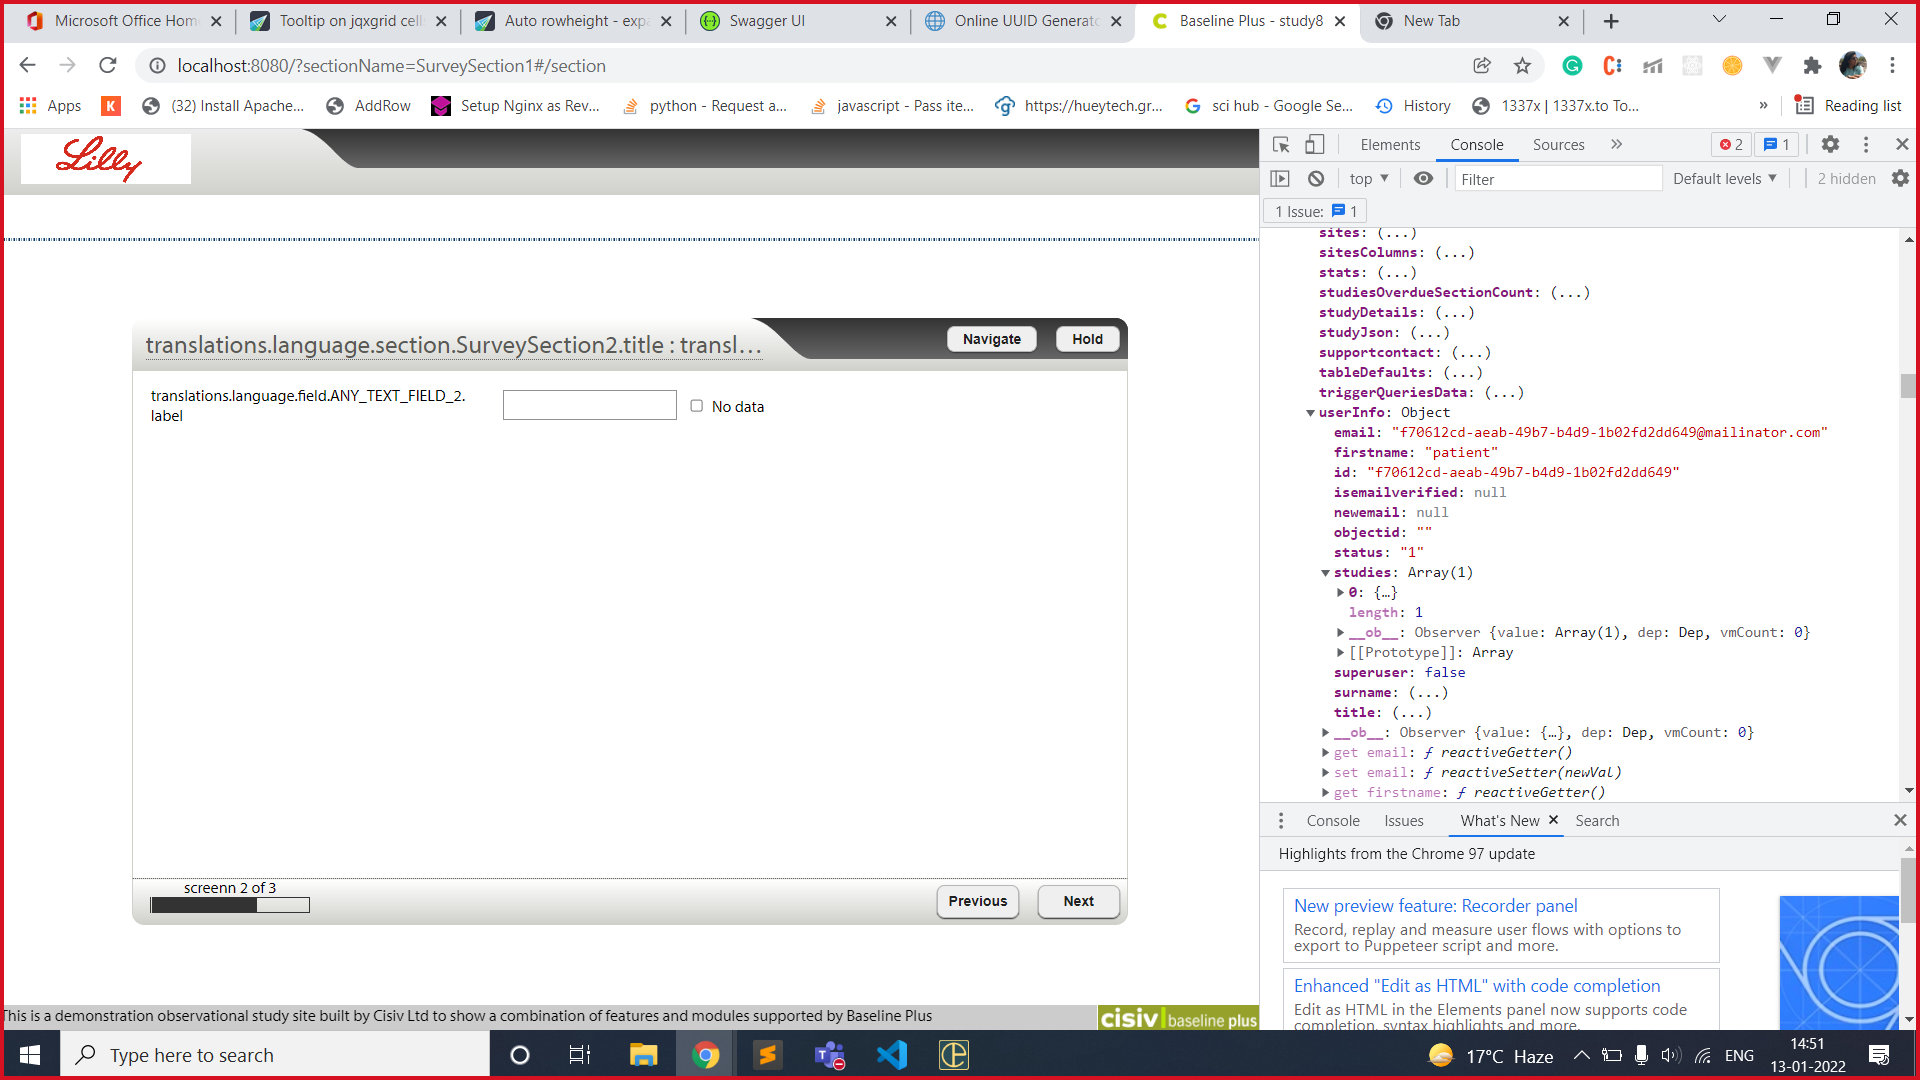 Microsoft Office Hom
Tooltip on jqxgrid cells
Auto rowheight - expa
Swagger UI
Online UUID Generato
Baseline Plus - study8
New Tab
localhost:8080/?sectionName=SurveySection1#/section
Apps
K
(32) Install Apache...
AddRow
Setup Nginx as Rev...
python - Request a...
javascript - Pass ite...
https://hueytech.gr...
sci hub - Google Se...
History
1337x | 1337x.to To...
»
Reading list
Lilly
Elements
Console
Sources
2
1
top
Filter
Default levels
2 hidden
1 Issue: 1
sites: (...)
sitesColumns: (...)
stats: (...)
studiesOverdueSectionCount: (...)
studyDetails: (...)
studyJson: (...)
supportcontact: (...)
tableDefaults: (...)
triggerQueriesData: (...)
userInfo: Object
email: "f70612cd-aeab-49b7-b4d9-1b02fd2dd649@mailinator.com"
firstname: "patient"
id: "f70612cd-aeab-49b7-b4d9-1b02fd2dd649"
isemailverified: null
newemail: null
objectid: ""
status: "1"
studies: Array(1)
0: {…}
length: 1
__ob__: Observer {value: Array(1), dep: Dep, vmCount: 0}
[[Prototype]]: Array
superuser: false
surname: (...)
title: (...)
__ob__: Observer {value: {…}, dep: Dep, vmCount: 0}
get email: ƒ reactiveGetter()
set email: ƒ reactiveSetter(newVal)
get firstname: ƒ reactiveGetter()
translations.language.section.SurveySection2.title : transl...
Navigate
Hold
translations.language.field.ANY_TEXT_FIELD_2.
label
No data
screenn 2 of 3
Previous
Next
Console
Issues
What's New
Search
Highlights from the Chrome 97 update
New preview feature: Recorder panel
Record, replay and measure user flows with options to
export to Puppeteer script and more.
Enhanced "Edit as HTML" with code completion
Edit as HTML in the Elements panel now supports code
completion, syntax highlights and more.
This is a demonstration observational study site built by Cisiv Ltd to show a combination of features and modules supported by Baseline Plus
cisiv baseline plus
Type here to search
17°C Haze
ENG
14:51
13-01-2022